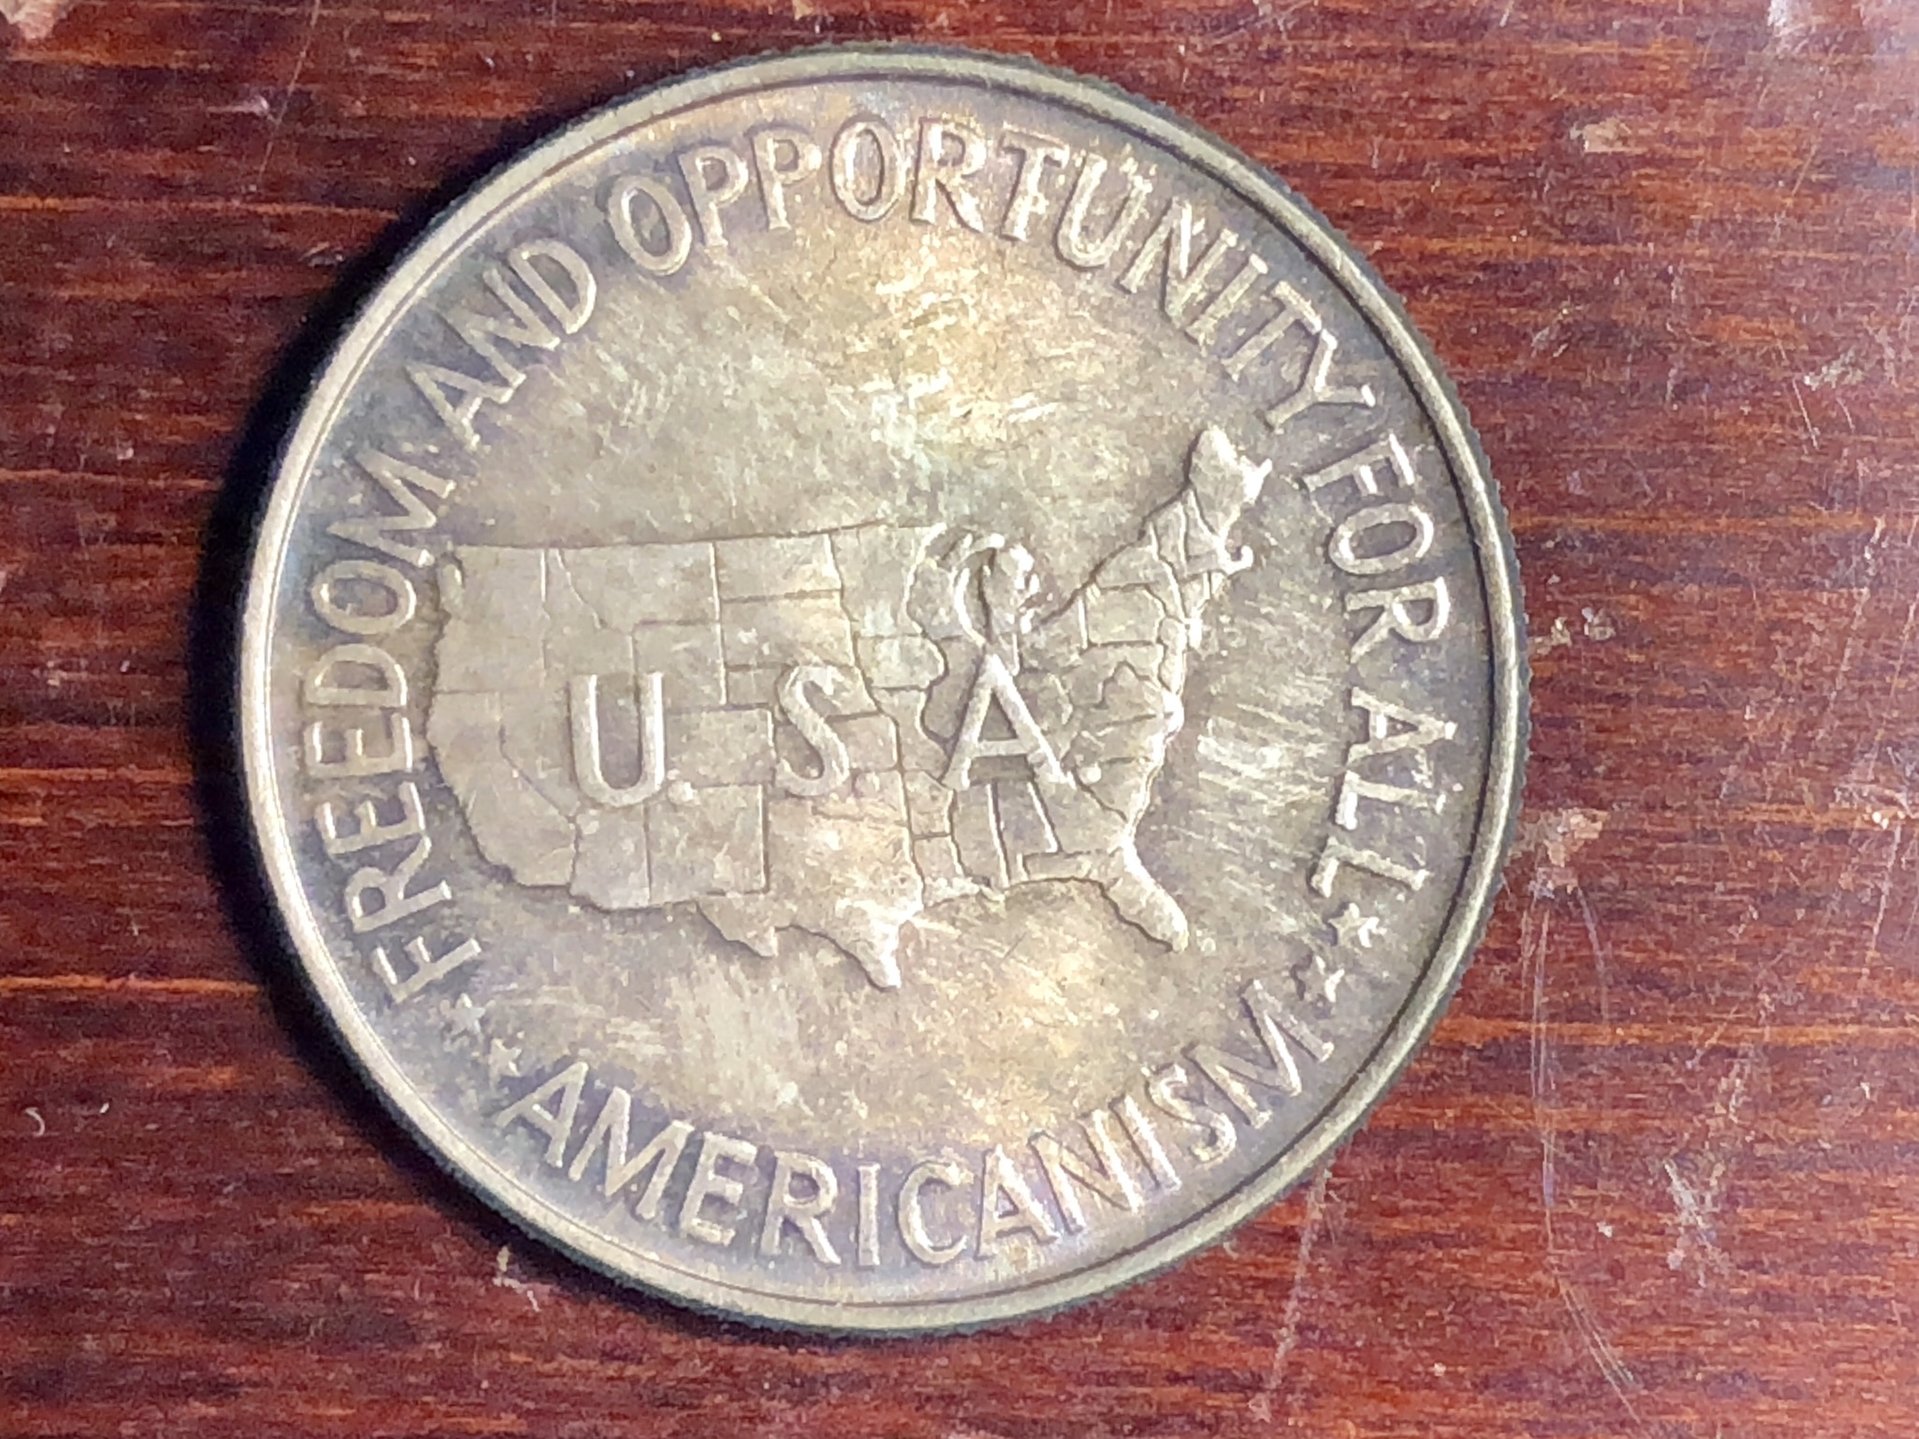 FREEDOM AND OPPORTUNITY FOR ALL
U.S.A.
AMERICANISM